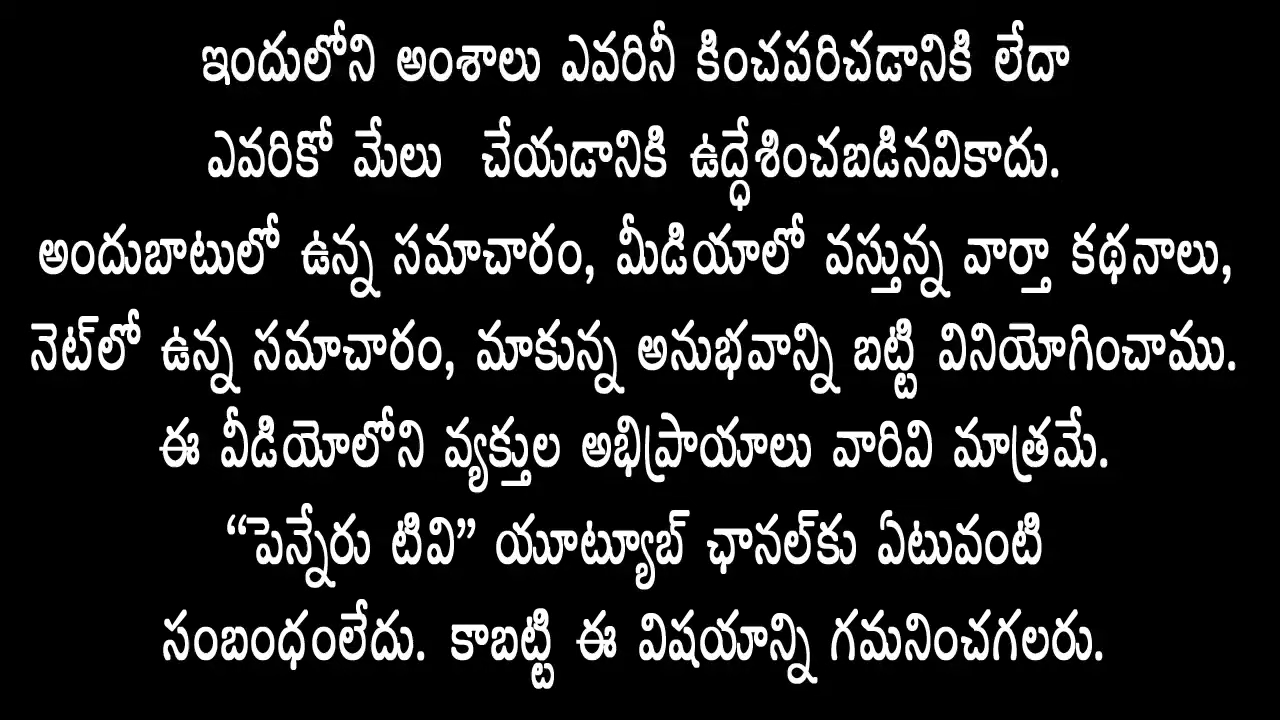 ఇందులోని అంశాలు ఎవరినీ కించపరిచడానికి లేదా
ఎవరికో మేలు చేయడానికి ఉద్ధేశించబడినవికాదు.
అందుబాటులో ఉన్న సమాచారం, మీడియాలో వస్తున్న వార్తా కథనాలు,
నెట్‌లో ఉన్న సమాచారం, మాకున్న అనుభవాన్ని బట్టి వినియోగించాము.
ఈ వీడియోలోని వ్యక్తుల అభిప్రాయాలు వారివి మాత్రమే.
“పెన్నేరు టివి” యూట్యూబ్ ఛానల్‌కు ఏటువంటి
సంబంధంలేదు. కాబట్టి ఈ విషయాన్ని గమనించగలరు.